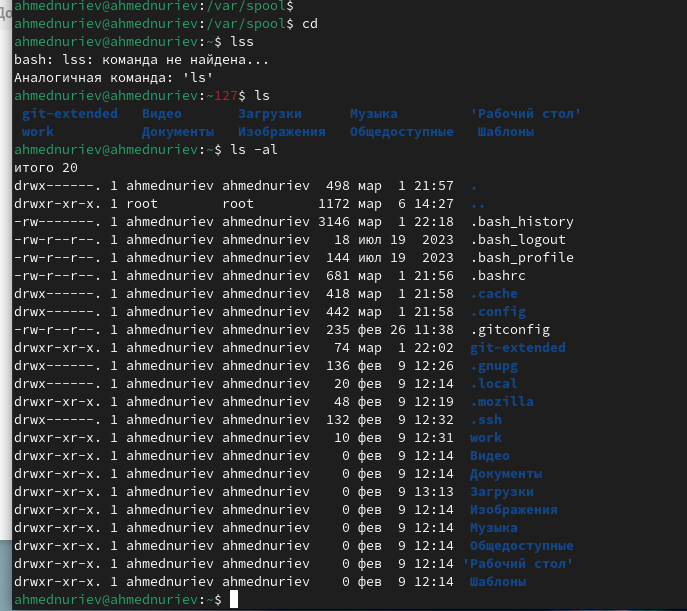 ahmednuriev@ahmednuriev:/var/spool$
ahmednuriev@ahmednuriev:/var/spool$ cd
ahmednuriev@ahmednuriev:~$ lss
bash: lss: команда не найдена...
Аналогичная команда: 'ls'
ahmednuriev@ahmednuriev:~127$ ls
git-extended Видео Загрузки Музыка 'Рабочий стол'
work Документы Изображения Общедоступные Шаблоны
ahmednuriev@ahmednuriev:~$ ls -al
итого 20
drwx------. 1 ahmednuriev ahmednuriev 498 мар 1 21:57 .
drwxr-xr-x. 1 root root 1172 мар 6 14:27 ..
-rw-------. 1 ahmednuriev ahmednuriev 3146 мар 1 22:18 .bash_history
-rw-r--r--. 1 ahmednuriev ahmednuriev 18 июл 19 2023 .bash_logout
-rw-r--r--. 1 ahmednuriev ahmednuriev 144 июл 19 2023 .bash_profile
-rw-r--r--. 1 ahmednuriev ahmednuriev 681 мар 1 21:56 .bashrc
drwx------. 1 ahmednuriev ahmednuriev 418 мар 1 21:58 .cache
drwx------. 1 ahmednuriev ahmednuriev 442 мар 1 21:58 .config
-rw-r--r--. 1 ahmednuriev ahmednuriev 235 фев 26 11:38 .gitconfig
drwxr-xr-x. 1 ahmednuriev ahmednuriev 74 мар 1 22:02 git-extended
drwx------. 1 ahmednuriev ahmednuriev 136 фев 9 12:26 .gnupg
drwx------. 1 ahmednuriev ahmednuriev 20 фев 9 12:14 .local
drwxr-xr-x. 1 ahmednuriev ahmednuriev 48 фев 9 12:19 .mozilla
drwx------. 1 ahmednuriev ahmednuriev 132 фев 9 12:32 .ssh
drwxr-xr-x. 1 ahmednuriev ahmednuriev 10 фев 9 12:31 work
drwxr-xr-x. 1 ahmednuriev ahmednuriev 0 фев 9 12:14 Видео
drwxr-xr-x. 1 ahmednuriev ahmednuriev 0 фев 9 12:14 Документы
drwxr-xr-x. 1 ahmednuriev ahmednuriev 0 фев 9 13:13 Загрузки
drwxr-xr-x. 1 ahmednuriev ahmednuriev 0 фев 9 12:14 Изображения
drwxr-xr-x. 1 ahmednuriev ahmednuriev 0 фев 9 12:14 Музыка
drwxr-xr-x. 1 ahmednuriev ahmednuriev 0 фев 9 12:14 Общедоступные
drwxr-xr-x. 1 ahmednuriev ahmednuriev 0 фев 9 12:14 'Рабочий стол'
drwxr-xr-x. 1 ahmednuriev ahmednuriev 0 фев 9 12:14 Шаблоны
ahmednuriev@ahmednuriev:~$